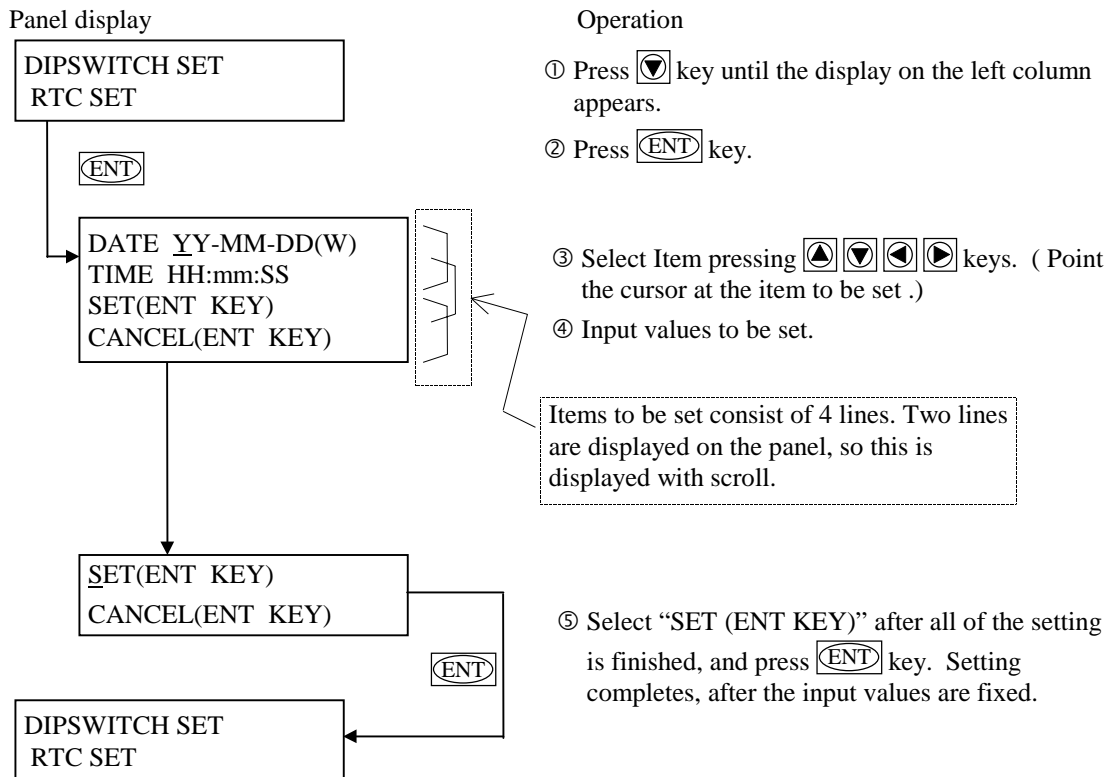 Panel display
Operation
DIPSWITCH SET
RTC SET
① Press ▼ key until the display on the left column
appears.
② Press ENT key.
ENT
DATE YY-MM-DD(W)
TIME HH:mm:SS
SET(ENT KEY)
CANCEL(ENT KEY)
③ Select Item pressing ▲ ▼ ◀ ▶ keys. ( Point
the cursor at the item to be set .)
④ Input values to be set.
Items to be set consist of 4 lines. Two lines
are displayed on the panel, so this is
displayed with scroll.
SET(ENT KEY)
CANCEL(ENT KEY)
ENT
⑤ Select “SET (ENT KEY)” after all of the setting
is finished, and press ENT key. Setting
completes, after the input values are fixed.
DIPSWITCH SET
RTC SET